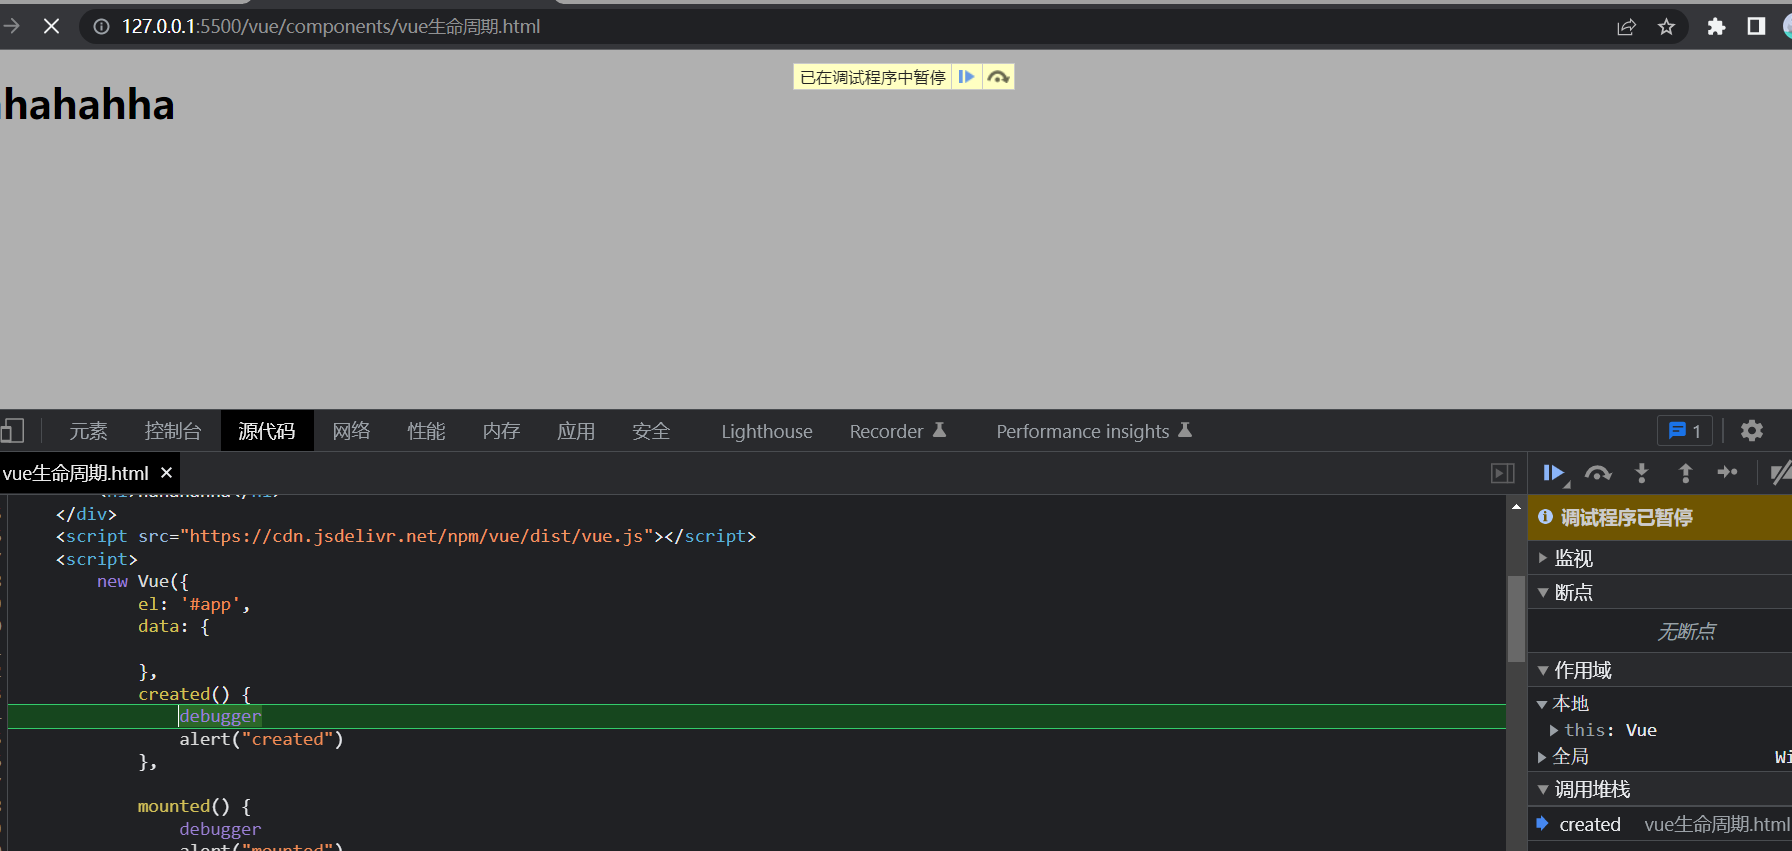 127.0.0.1:5500/vue/components/vue生命周期.html
已在调试程序中暂停
hahahha
元素 控制台 源代码 网络 性能 内存 应用 安全 Lighthouse Recorder Performance insights 1
vue生命周期.html
调试程序已暂停
</div>
<script src="https://cdn.jsdelivr.net/npm/vue/dist/vue.js"></script>
<script>
new Vue({
el: '#app',
data: {
},
created() {
debugger
alert("created")
},
mounted() {
debugger
alert("mounted")
监视
断点
无断点
作用域
本地
this: Vue
全局 Wi
调用堆栈
created vue生命周期.html